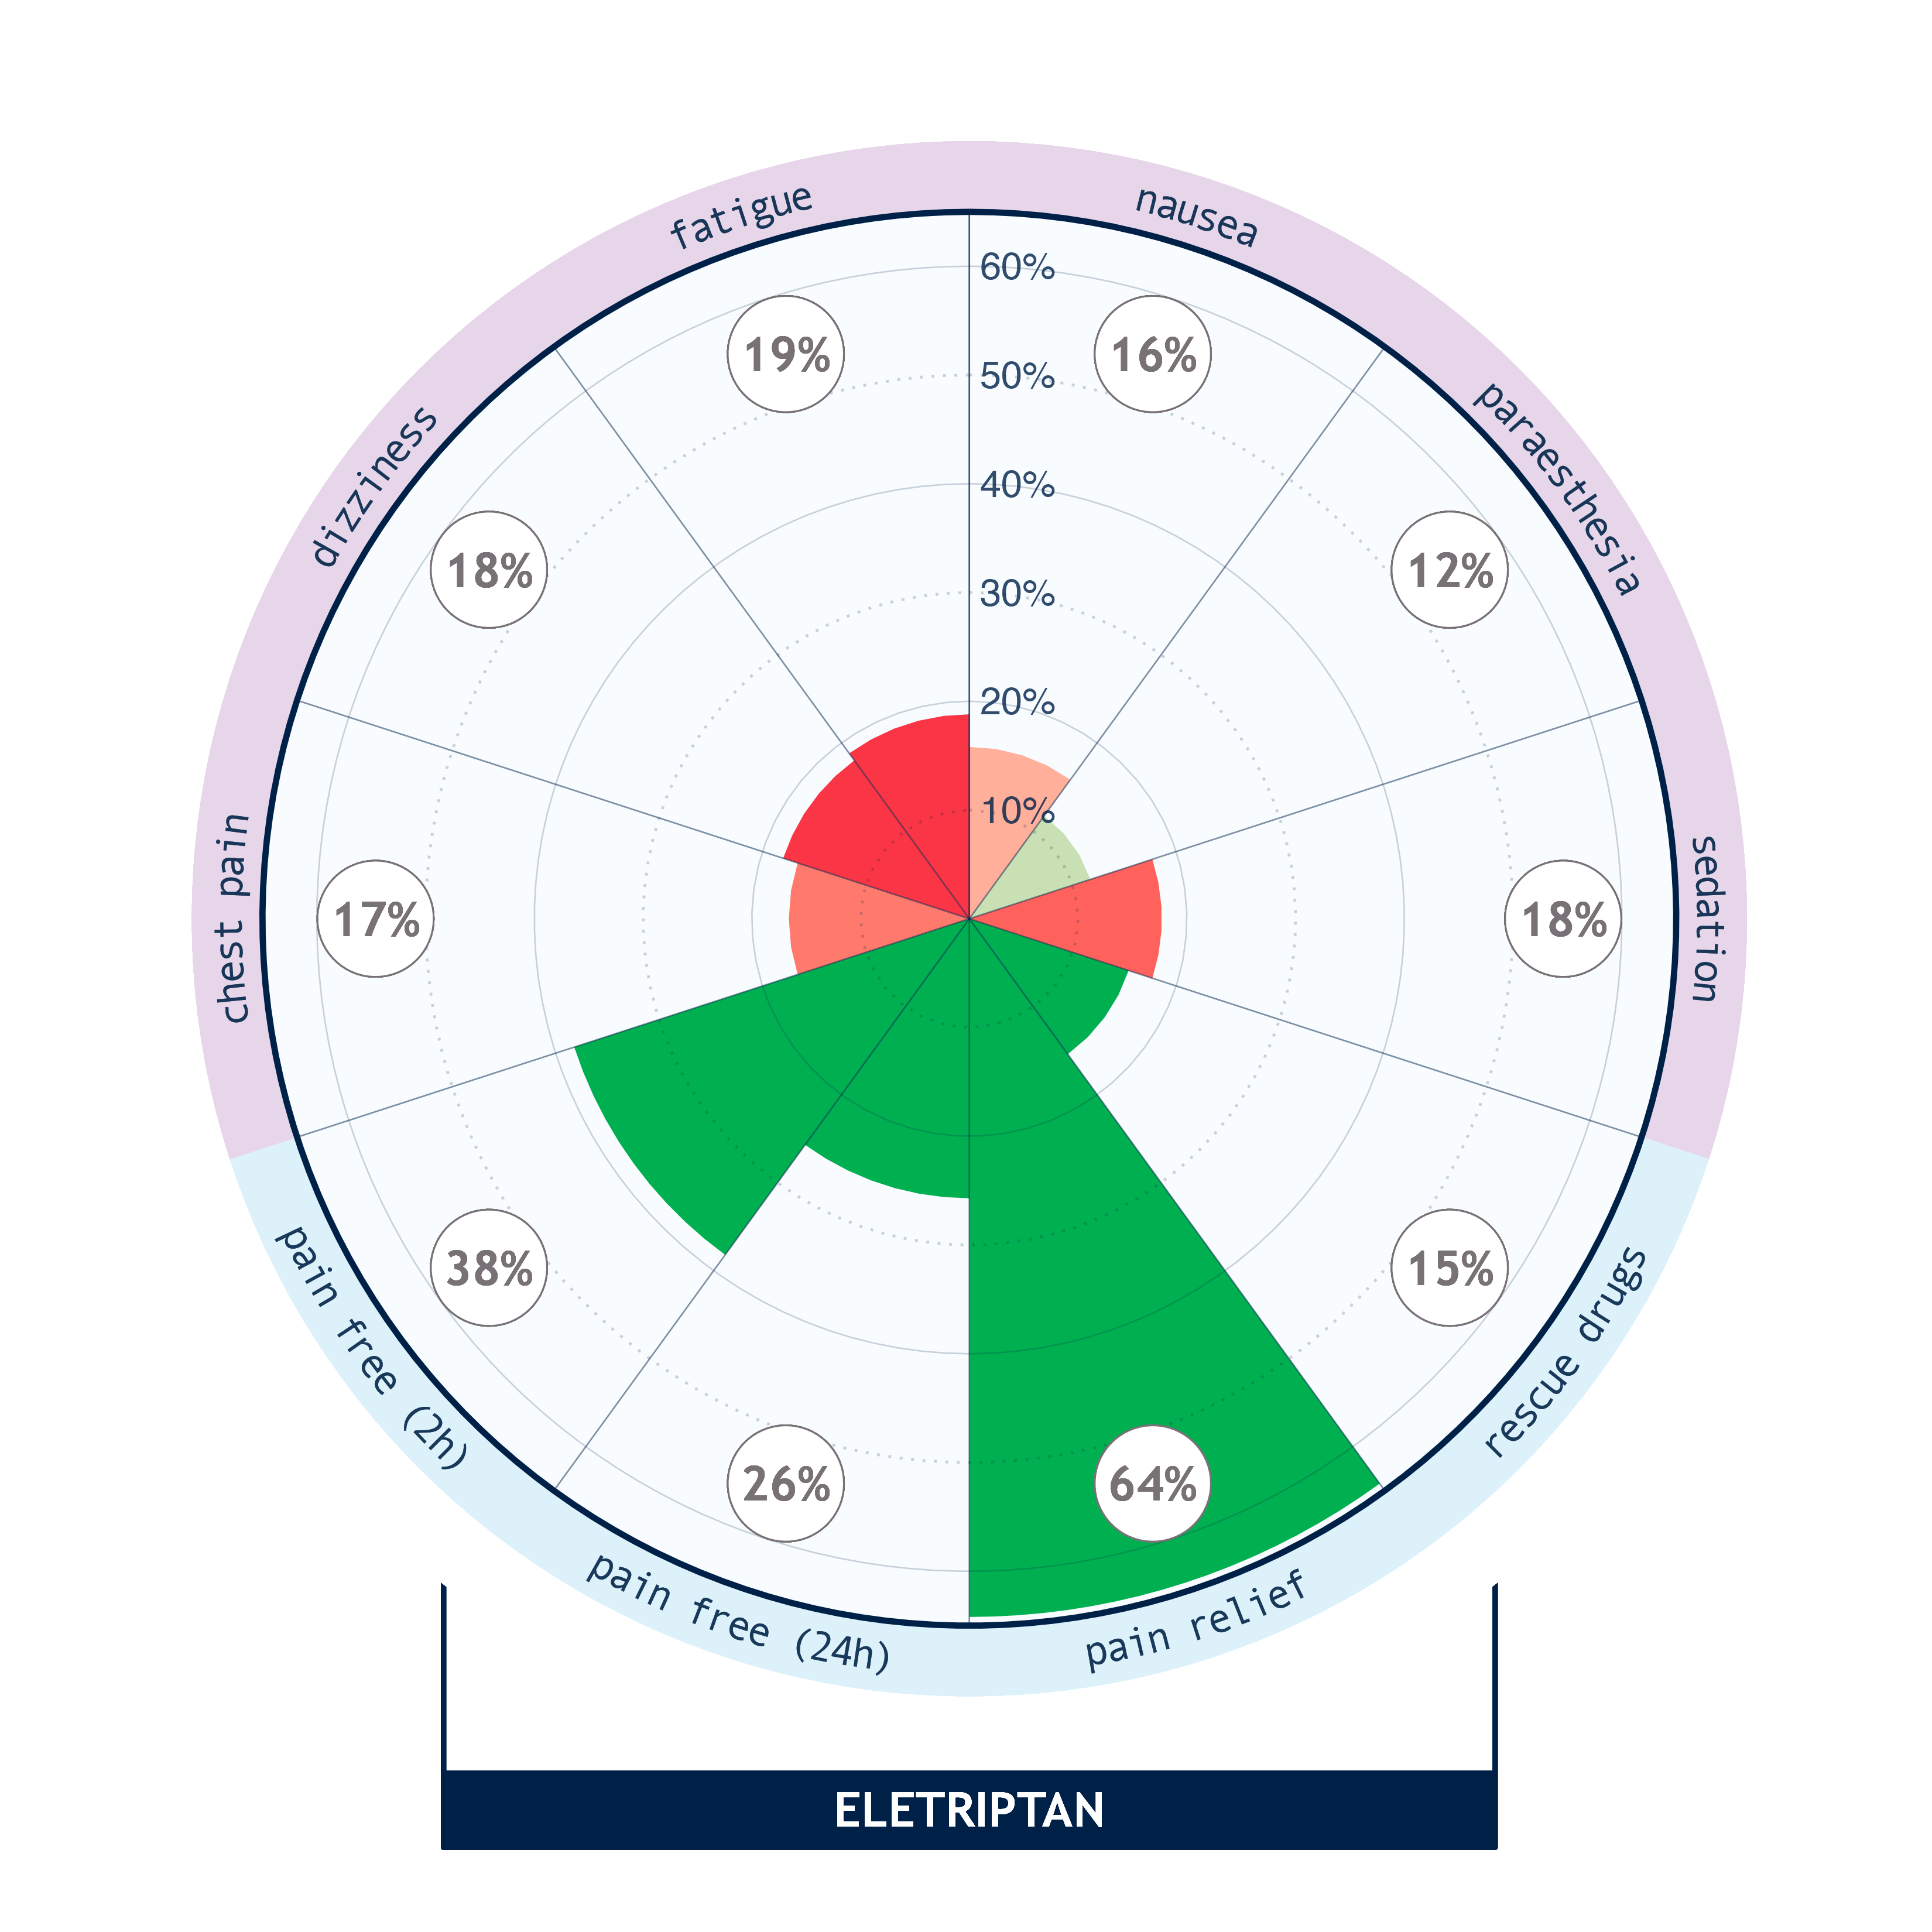 fatigue
nausea
60%
19%
16%
50%
dizziness
paraesthesia
40%
18%
12%
30%
20%
10%
chest pain
sedation
17%
18%
38%
15%
pain free (2h)
rescue drugs
26%
64%
pain free (24h)
pain relief
ELETRIPTAN